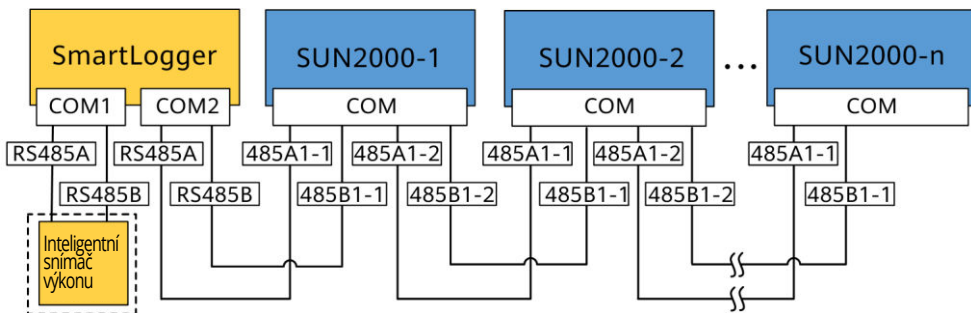 SmartLogger
SUN2000-1
SUN2000-2
...
SUN2000-n
COM1
COM2
COM
COM
COM
RS485A
RS485A
485A1-1
485A1-2
485A1-1
485A1-2
485A1-1
RS485B
RS485B
485B1-1
485B1-2
485B1-1
485B1-2
485B1-1
Inteligentní
snímač
výkonu